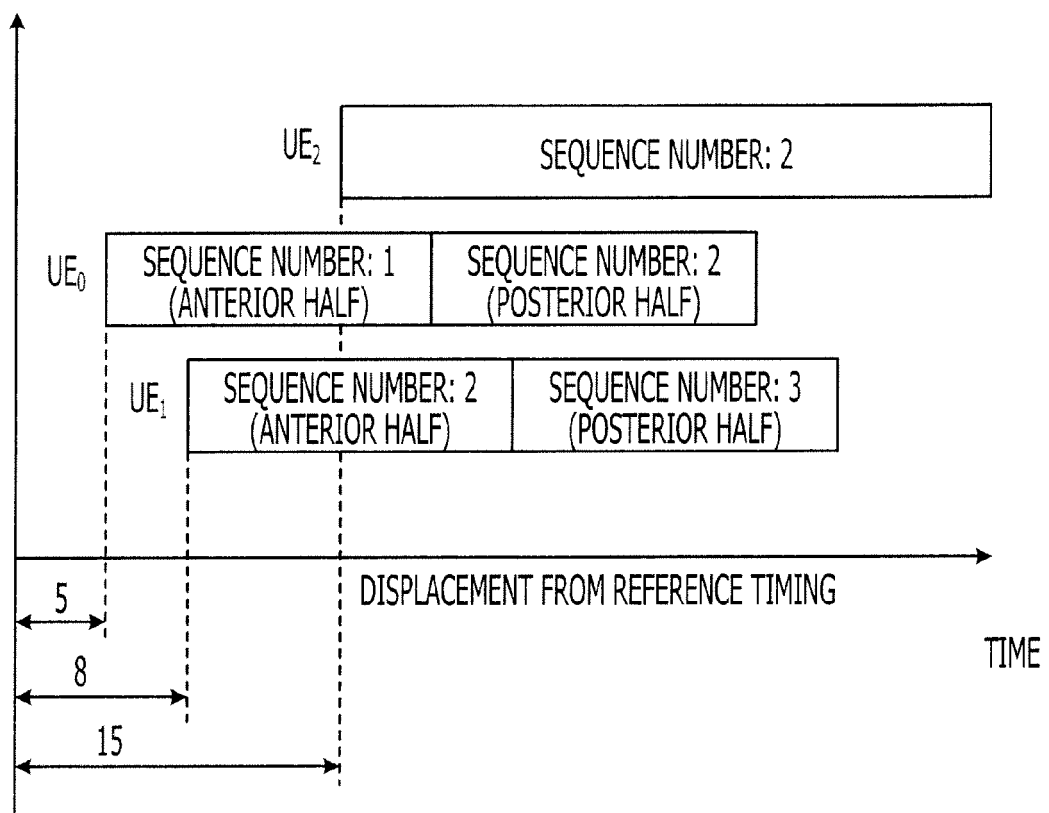 UE₂
SEQUENCE NUMBER: 2
UE₀
SEQUENCE NUMBER: 1
(ANTERIOR HALF)
SEQUENCE NUMBER: 2
(POSTERIOR HALF)
UE₁
SEQUENCE NUMBER: 2
(ANTERIOR HALF)
SEQUENCE NUMBER: 3
(POSTERIOR HALF)
DISPLACEMENT FROM REFERENCE TIMING
5
TIME
8
15